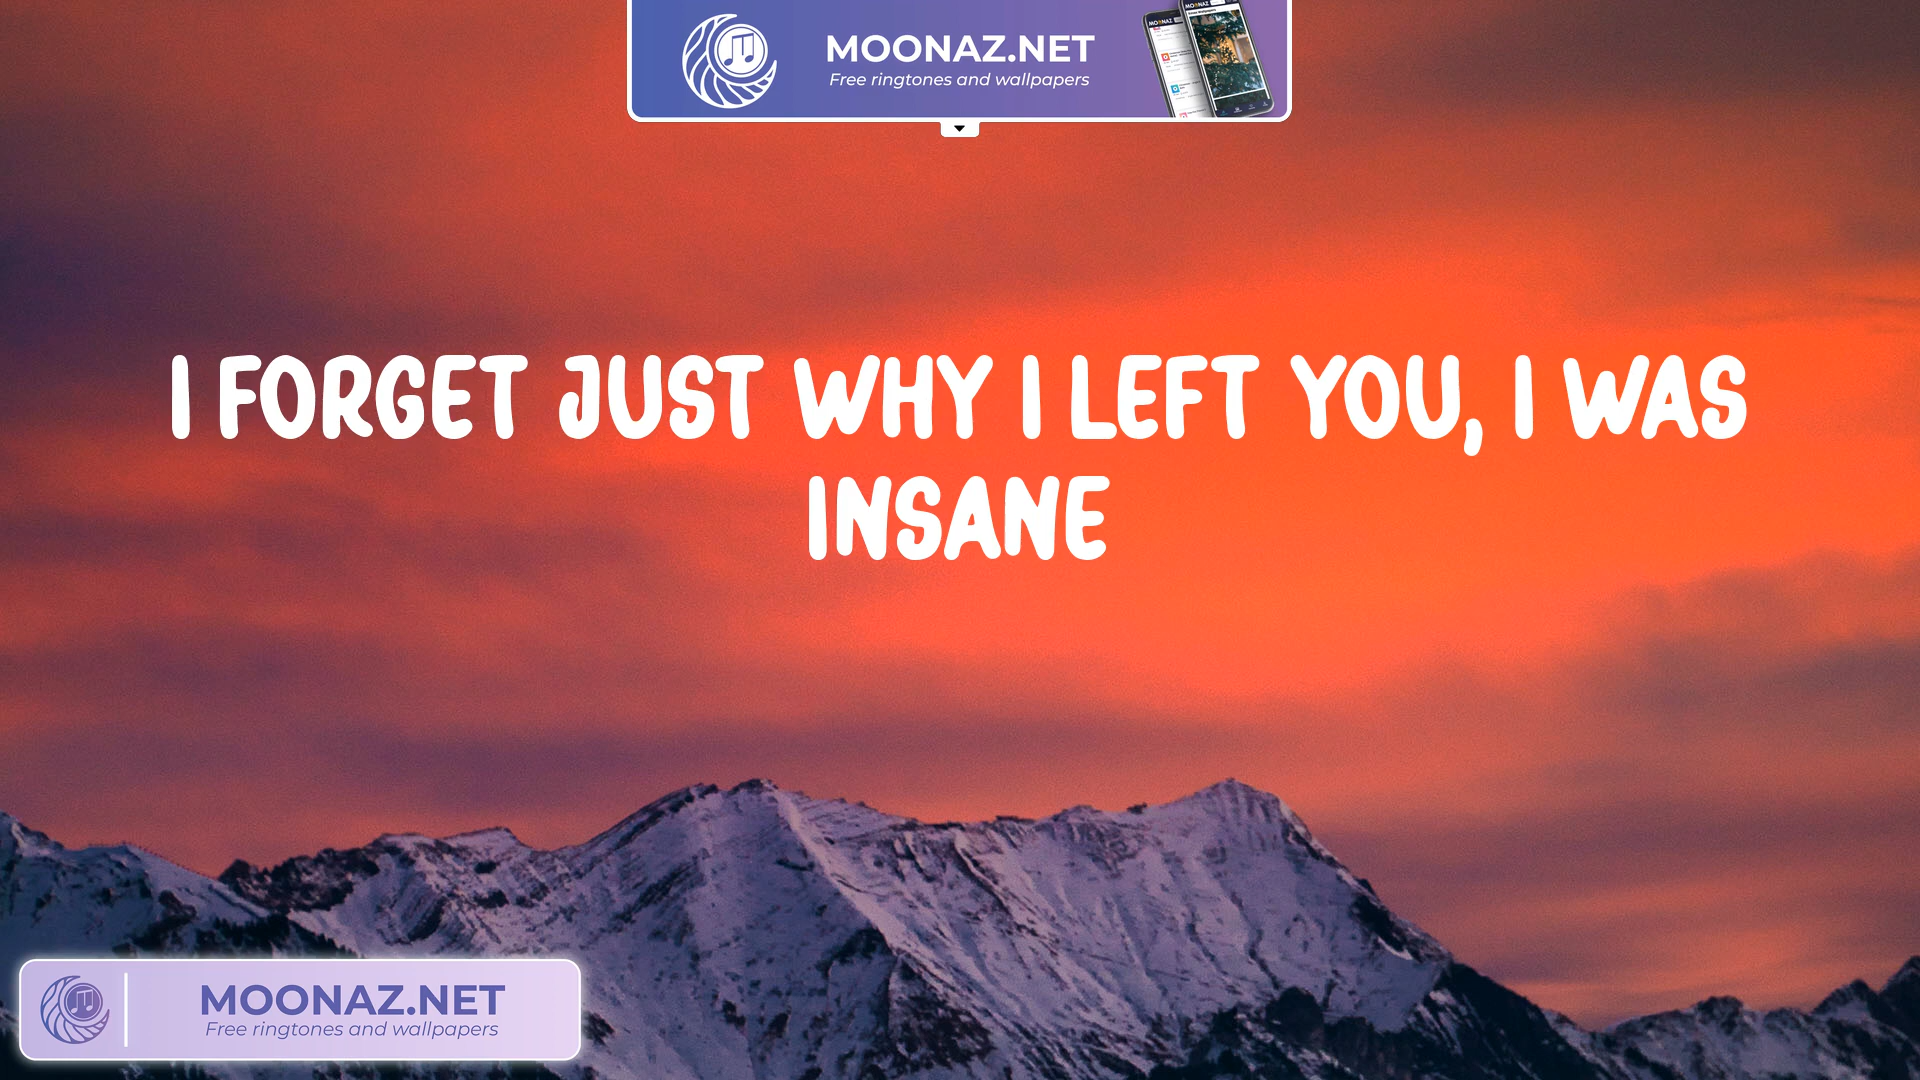 MOONAZ.NET
Free ringtones and wallpapers
I FORGET JUST WHY I LEFT YOU, I WAS
INSANE
MOONAZ.NET
Free ringtones and wallpapers